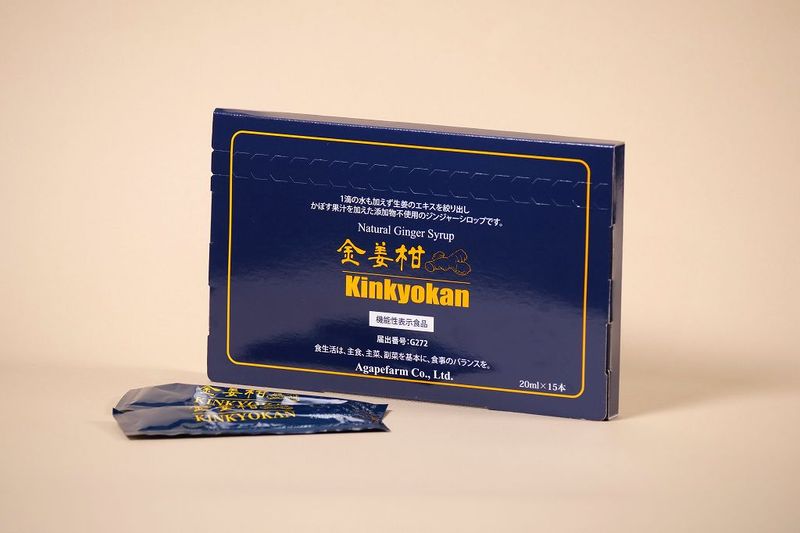 1滴の水も加えず生姜のエキスを絞り出し
かぼす果汁を加えた添加物不使用のジンジャーシロップです。
Natural Ginger Syrup
金姜柑
Kinkyokan
機能性表示食品
届出番号：G272
食生活は、主食、主菜、副菜を基本に、食事のバランスを。
Agapefarm Co., Ltd.
20ml×15本
金姜柑
KINKYOKAN
金姜柑
KINKYOKAN